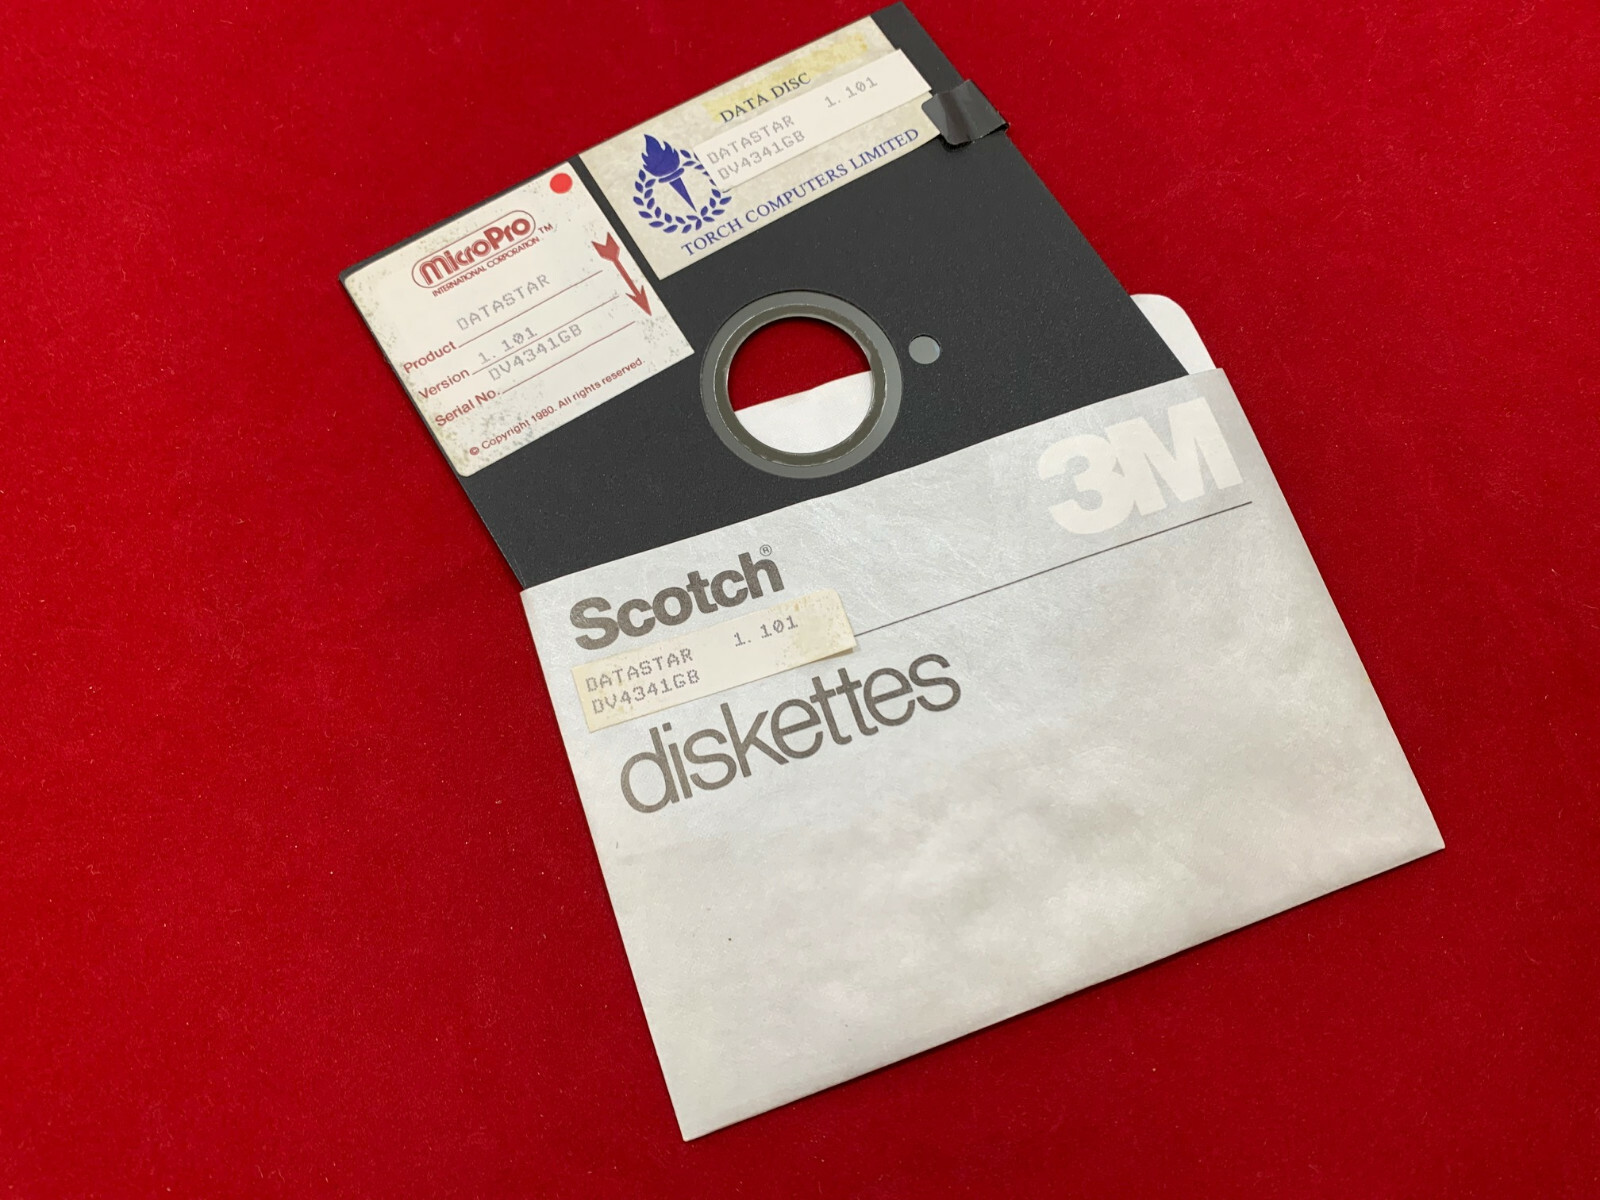 MicroPro TM
INTERNATIONAL CORPORATION
DATASTAR
Product
1.101
Version
DV4341GB
Serial No.
© Copyright 1980. All rights reserved.
DATA DISC
DATASTAR 1.101
DV4341GB
TORCH COMPUTERS LIMITED
3M
Scotch®
DATASTAR 1.101
DV4341GB
diskettes